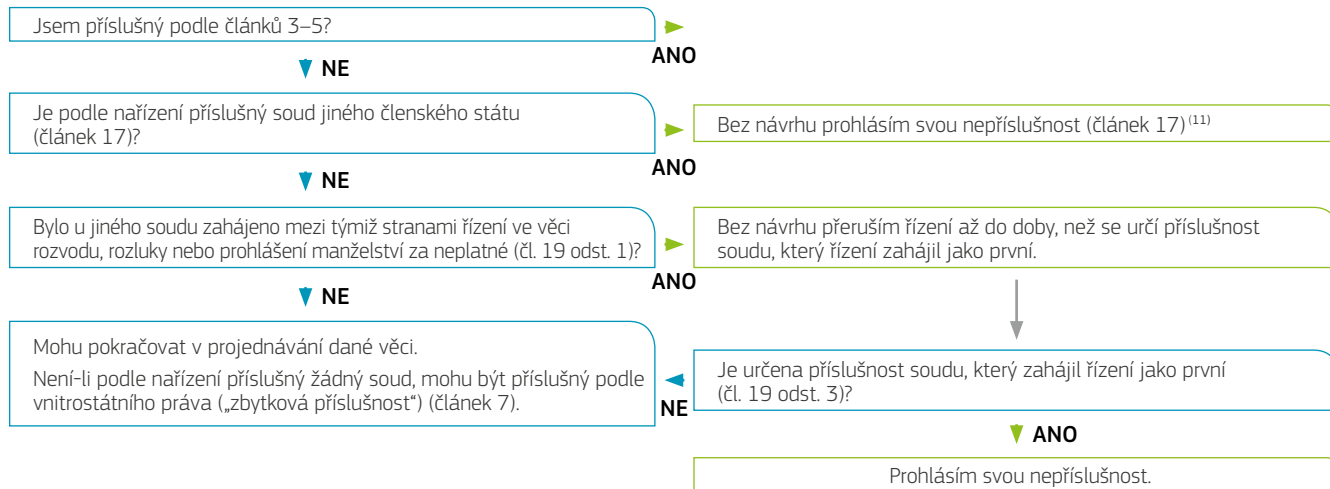 Jsem příslušný podle článků 3–5?
ANO
NE
Je podle nařízení příslušný soud jiného členského státu
(článek 17)?
ANO
Bez návrhu prohlásím svou nepříslušnost (článek 17) (11)
NE
Bylo u jiného soudu zahájeno mezi týmiž stranami řízení ve věci
rozvodu, rozluky nebo prohlášení manželství za neplatné (čl. 19 odst. 1)?
ANO
Bez návrhu přeruším řízení až do doby, než se určí příslušnost
soudu, který řízení zahájil jako první.
NE
Mohu pokračovat v projednávání dané věci.
Není-li podle nařízení příslušný žádný soud, mohu být příslušný podle
vnitrostátního práva („zbytková příslušnost“) (článek 7).
Je určena příslušnost soudu, který zahájil řízení jako první
(čl. 19 odst. 3)?
NE
ANO
Prohlásím svou nepříslušnost.